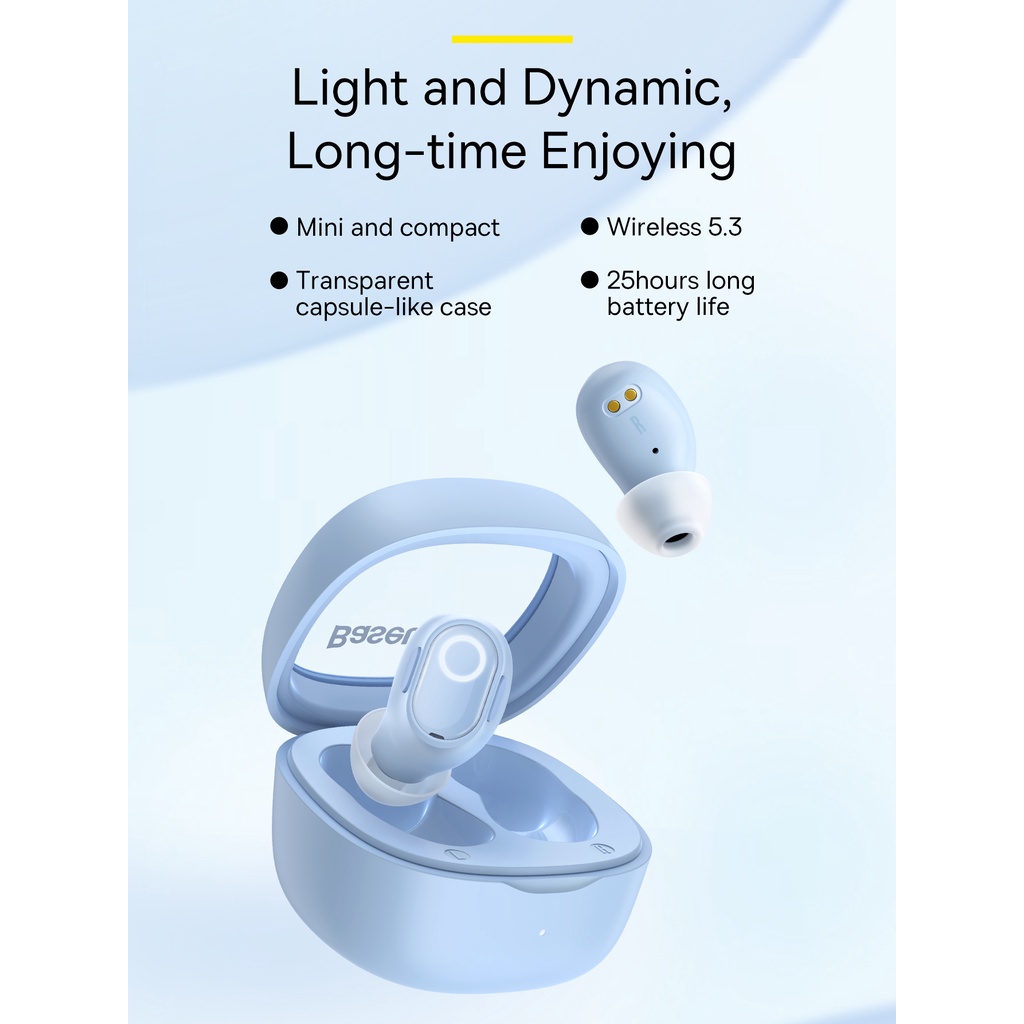 Light and Dynamic,
Long-time Enjoying
Mini and compact
Wireless 5.3
Transparent
capsule-like case
25hours long
battery life
L
R